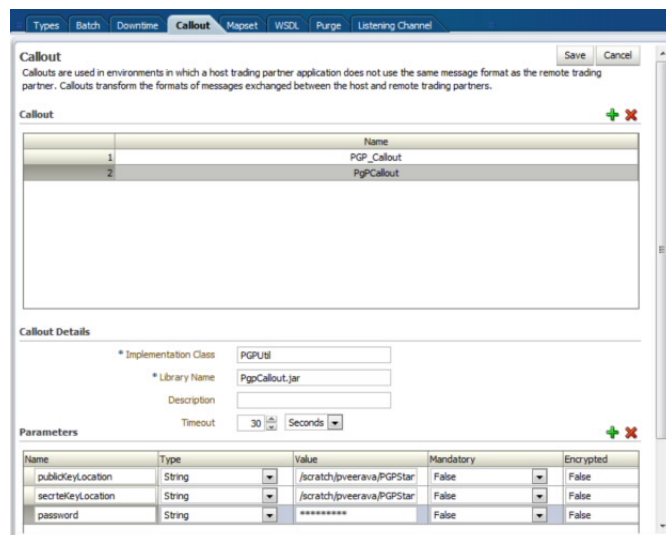 Types Batch Downtime Callout Mapset WSDL Purge Listening Channel
Callout Save Cancel
Callouts are used in environments in which a host trading partner application does not use the same message format as the remote trading
partner. Callouts transform the formats of messages exchanged between the host and remote trading partners.
Callout
Name
1 PGP_Callout
2 PgPCallout
Callout Details
* Implementation Class PGPUtil
* Library Name PgpCallout.jar
Description
Timeout 30 Seconds
Parameters
Name Type Value Mandatory Encrypted
publicKeyLocation String /scratch/pveerava/PGPStar False False
secrteKeyLocation String /scratch/pveerava/PGPStar False False
password String ********* False False